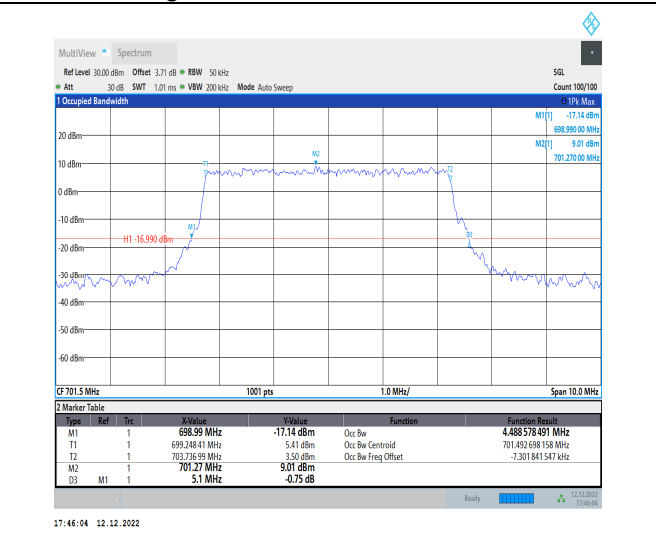 MultiView Spectrum
Ref Level 30.00 dBm Offset 3.71 dB RBW 50 kHz SGL
Att 30 dB SWT 1.01 ms VBW 200 kHz Mode Auto Sweep Count 100/100
1 Occupied Bandwidth 1Pk Max
M1[1] -17.14 dBm
698.990 00 MHz
20 dBm
M2[1] 9.01 dBm
701.270 00 MHz
M2
10 dBm
T1 T2
0 dBm
-10 dBm
M1
D3
H1 -16.990 dBm
-20 dBm
-30 dBm
-40 dBm
-50 dBm
-60 dBm
CF 701.5 MHz 1001 pts 1.0 MHz/ Span 10.0 MHz
2 Marker Table
Type Ref Trc X-Value Y-Value Function Function Result
M1 1 698.99 MHz -17.14 dBm Occ Bw 4.488 578 491 MHz
T1 1 699.248 41 MHz 5.41 dBm Occ Bw Centroid 701.492 698 158 MHz
T2 1 703.736 99 MHz 3.50 dBm Occ Bw Freq Offset -7.301 841 547 kHz
M2 1 701.27 MHz 9.01 dBm
D3 M1 1 5.1 MHz -0.75 dB
Ready 12.12.2022
17:46:04
17:46:04 12.12.2022